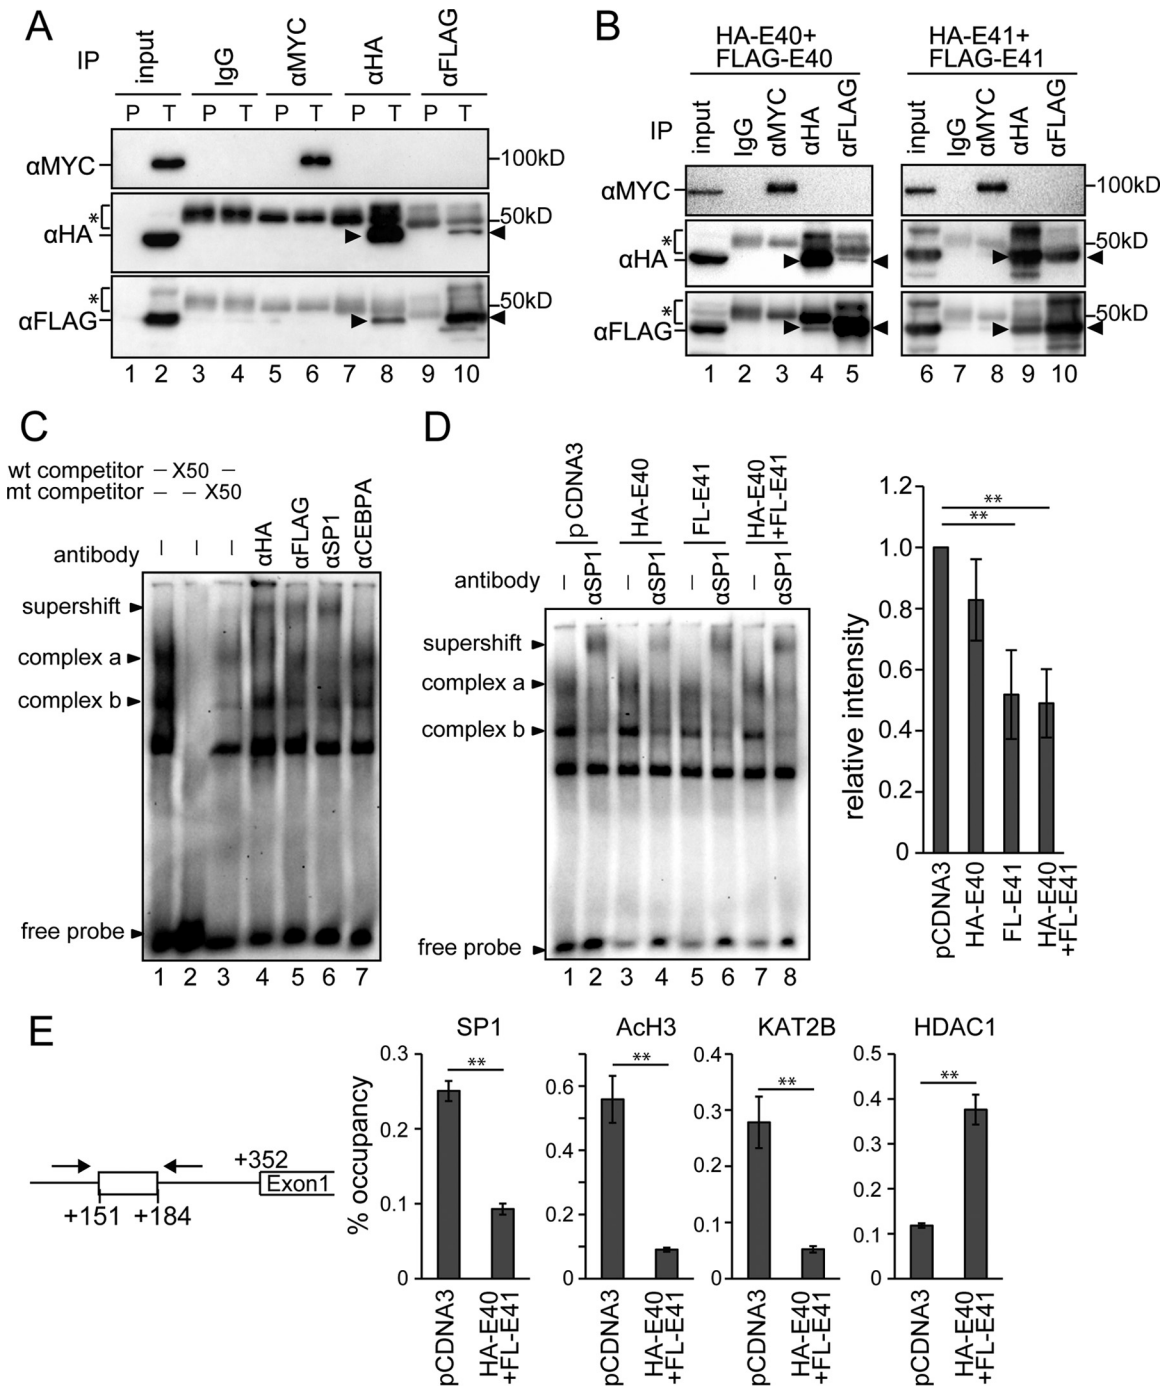 A
IP
input
IgG
αMYC
αHA
αFLAG
P T P T P T P T P T
αMYC
100kD
*
50kD
αHA
*
50kD
αFLAG
1 2 3 4 5 6 7 8 9 10
B
HA-E40+
FLAG-E40
HA-E41+
FLAG-E41
IP
input
IgG
αMYC
αHA
αFLAG
input
IgG
αMYC
αHA
αFLAG
αMYC
100kD
*
50kD
αHA
*
50kD
αFLAG
1 2 3 4 5 6 7 8 9 10
C
wt competitor – X50 –
mt competitor – – X50
antibody – – – αHA αFLAG αSP1 αCEBPA
supershift
complex a
complex b
free probe
1 2 3 4 5 6 7
D
pCDNA3
HA-E40
FL-E41
HA-E40
+FL-E41
antibody – αSP1 – αSP1 – αSP1 – αSP1
supershift
complex a
complex b
free probe
1 2 3 4 5 6 7 8
relative intensity
1.2
1.0
0.8
0.6
0.4
0.2
0
**
**
pCDNA3
HA-E40
FL-E41
HA-E40
+FL-E41
E
+352
Exon1
+151 +184
% occupancy
SP1
0.3
0.2
0.1
0
**
pCDNA3
HA-E40
+FL-E41
AcH3
0.6
0.4
0.2
0
**
pCDNA3
HA-E40
+FL-E41
KAT2B
0.4
0.3
0.2
0.1
0
**
pCDNA3
HA-E40
+FL-E41
HDAC1
0.5
0.4
0.3
0.2
0.1
0
**
pCDNA3
HA-E40
+FL-E41